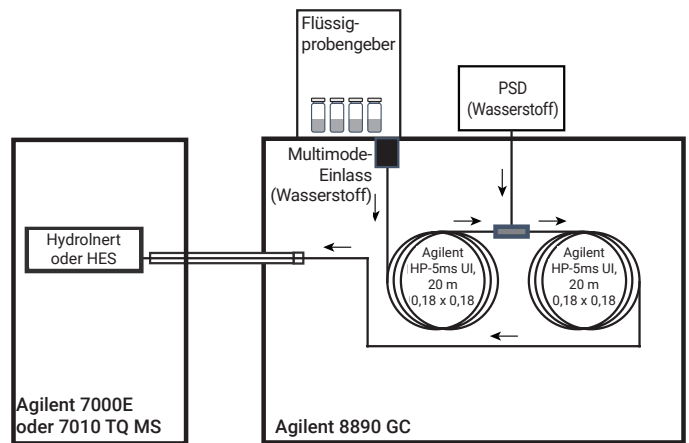 Flüssig-
probengeber
PSD
(Wasserstoff)
Multimode-
Einlass
(Wasserstoff)
HydroInert
oder HES
Agilent
HP-5ms UI,
20 m
0,18 x 0,18
Agilent
HP-5ms UI,
20 m
0,18 x 0,18
Agilent 7000E
oder 7010 TQ MS
Agilent 8890 GC